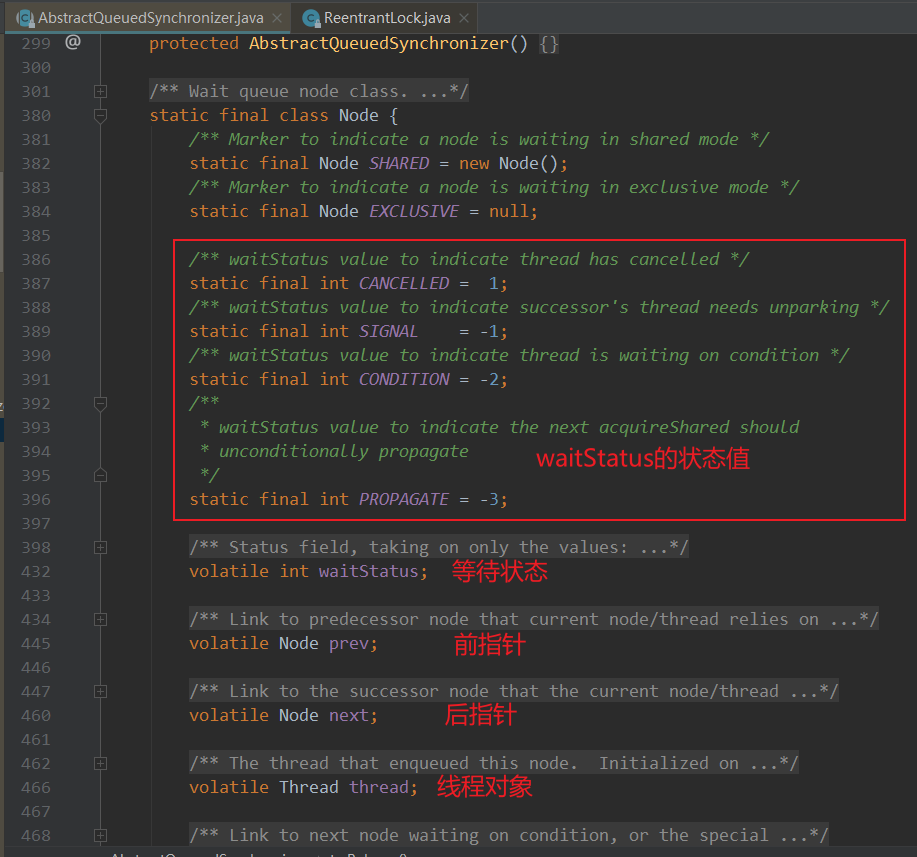 AbstractQueuedSynchronizer.java × ReentrantLock.java ×
299 @ protected AbstractQueuedSynchronizer() {}
300
301 /** Wait queue node class. ...*/
380 static final class Node {
381 /** Marker to indicate a node is waiting in shared mode */
382 static final Node SHARED = new Node();
383 /** Marker to indicate a node is waiting in exclusive mode */
384 static final Node EXCLUSIVE = null;
385
386 /** waitStatus value to indicate thread has cancelled */
387 static final int CANCELLED =  1;
388 /** waitStatus value to indicate successor's thread needs unparking */
389 static final int SIGNAL    = -1;
390 /** waitStatus value to indicate thread is waiting on condition */
391 static final int CONDITION = -2;
392 /**
393 * waitStatus value to indicate the next acquireShared should
394 * unconditionally propagate
waitStatus的状态值
395 */
396 static final int PROPAGATE = -3;
397
398 /** Status field, taking on only the values: ...*/
432 volatile int waitStatus; 等待状态
433
434 /** Link to predecessor node that current node/thread relies on ...*/
445 volatile Node prev; 前指针
446
447 /** Link to the successor node that the current node/thread ...*/
460 volatile Node next; 后指针
461
462 /** The thread that enqueued this node.  Initialized on ...*/
466 volatile Thread thread; 线程对象
467
468 /** Link to next node waiting on condition, or the special ...*/